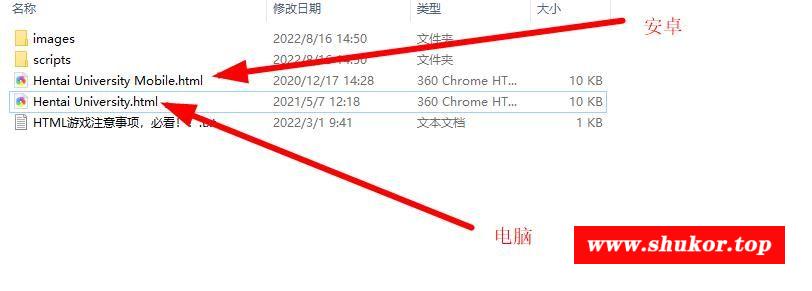 名称 修改日期 类型 大小
安卓
images 2022/8/16 14:50 文件夹
scripts 2022/8/16 14:50 文件夹
Hentai University Mobile.html 2020/12/17 14:28 360 Chrome HT... 10 KB
Hentai University.html 2021/5/7 12:18 360 Chrome HT... 10 KB
HTML游戏注意事项，必看！ 2022/3/1 9:41 文本文档 1 KB
电脑
www.shukor.top